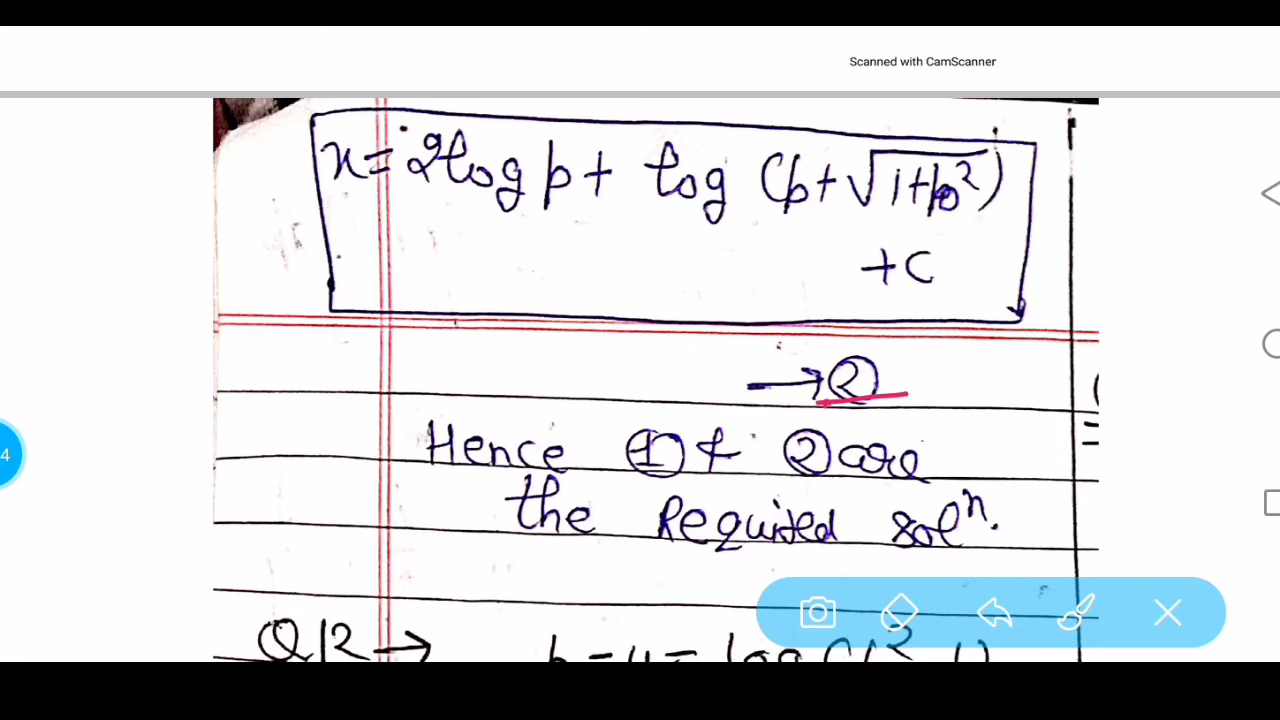 Scanned with CamScanner
x = 2log p + log (p+√1+p²)
+c
→②
Hence ① & ② are
the Required solⁿ.
Q12 →